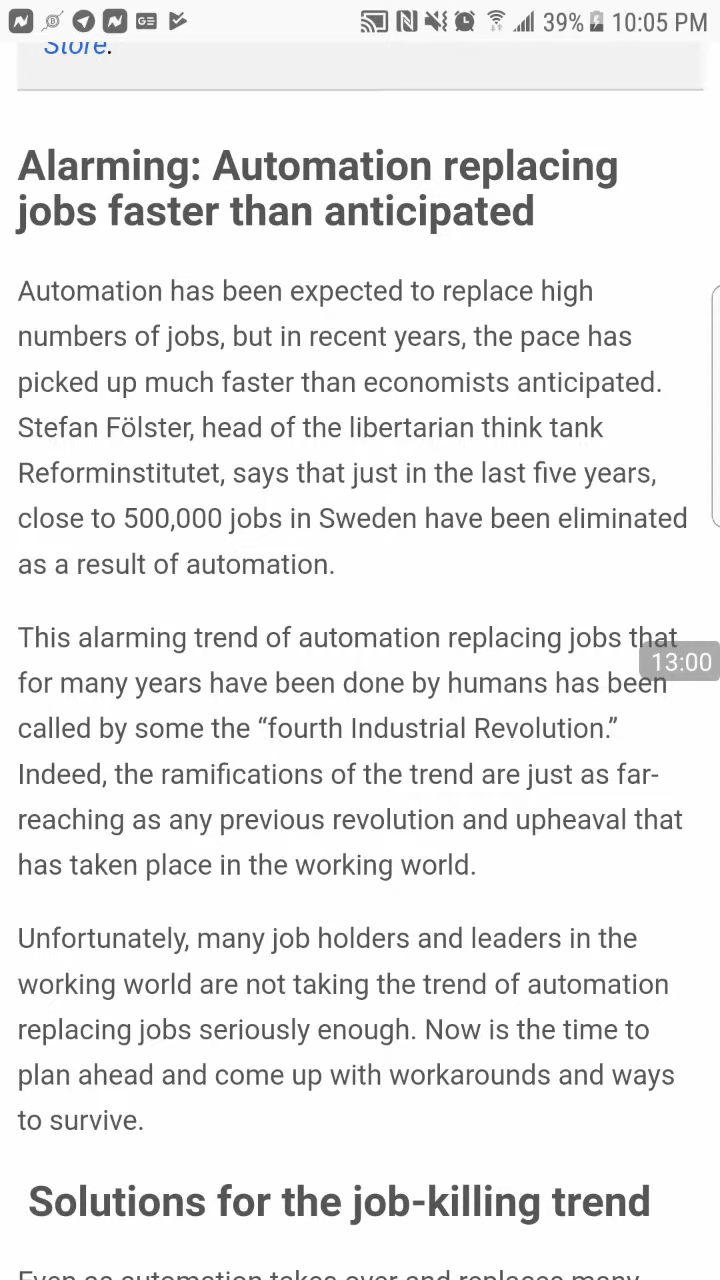 39% 10:05 PM
Store.
Alarming: Automation replacing
jobs faster than anticipated
Automation has been expected to replace high
numbers of jobs, but in recent years, the pace has
picked up much faster than economists anticipated.
Stefan Fölster, head of the libertarian think tank
Reforminstitutet, says that just in the last five years,
close to 500,000 jobs in Sweden have been eliminated
as a result of automation.
This alarming trend of automation replacing jobs that
13:00
for many years have been done by humans has been
called by some the “fourth Industrial Revolution.”
Indeed, the ramifications of the trend are just as far-
reaching as any previous revolution and upheaval that
has taken place in the working world.
Unfortunately, many job holders and leaders in the
working world are not taking the trend of automation
replacing jobs seriously enough. Now is the time to
plan ahead and come up with workarounds and ways
to survive.
Solutions for the job-killing trend
Even as automation takes over and replaces many